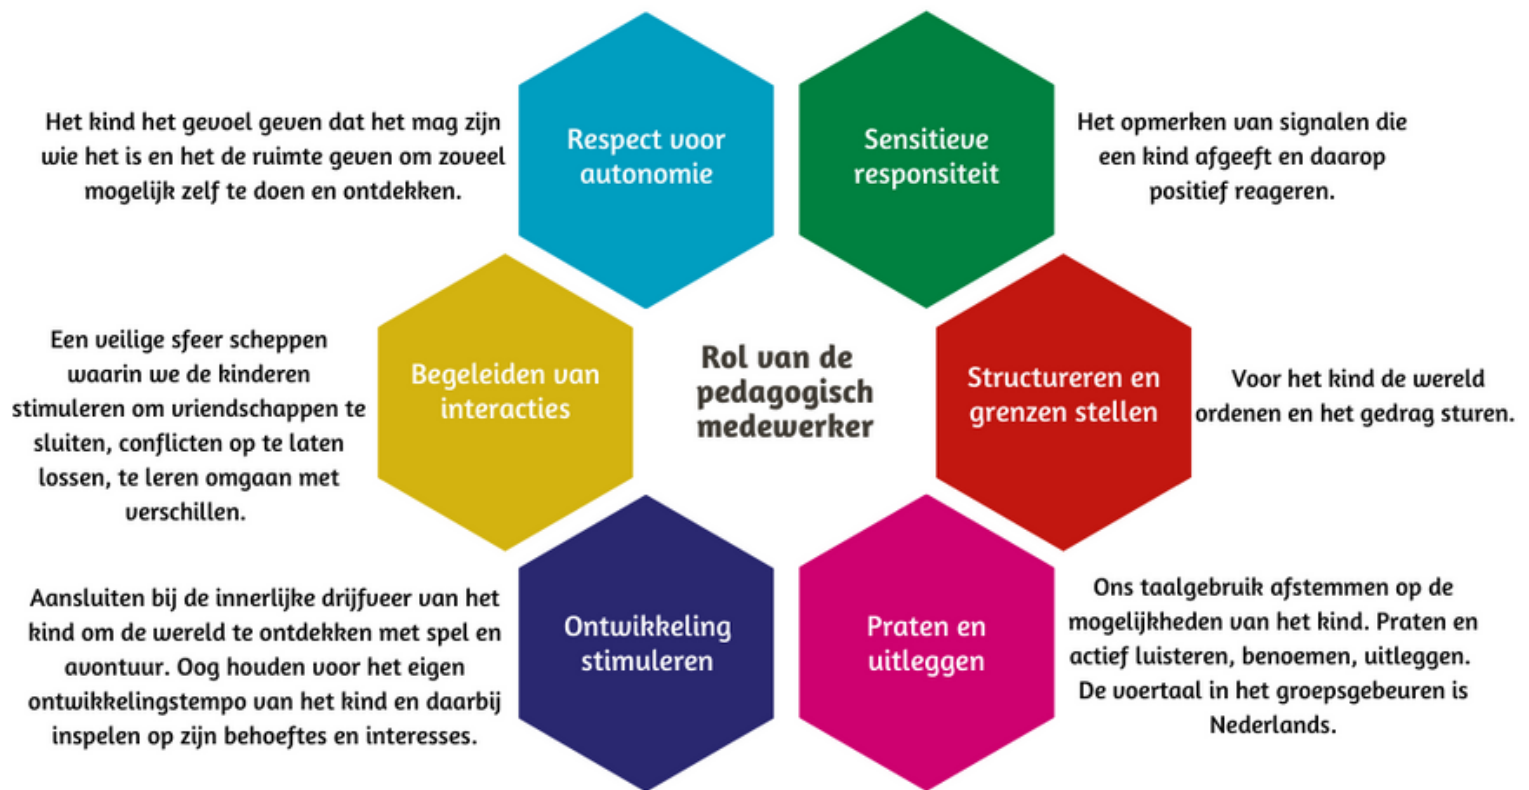 Het kind het gevoel geven dat het mag zijn
wie het is en het de ruimte geven om zoveel
mogelijk zelf te doen en ontdekken.
Respect voor
autonomie
Sensitieve
responsiteit
Het opmerken van signalen die
een kind afgeeft en daarop
positief reageren.
Een veilige sfeer scheppen
waarin we de kinderen
stimuleren om vriendschappen te
sluiten, conflicten op te laten
lossen, te leren omgaan met
verschillen.
Begeleiden van
interacties
Rol van de
pedagogisch
medewerker
Structureren en
grenzen stellen
Voor het kind de wereld
ordenen en het gedrag sturen.
Aansluiten bij de innerlijke drijfveer van het
kind om de wereld te ontdekken met spel en
avontuur. Oog houden voor het eigen
ontwikkelingstempo van het kind en daarbij
inspelen op zijn behoeftes en interesses.
Ontwikkeling
stimuleren
Praten en
uitleggen
Ons taalgebruik afstemmen op de
mogelijkheden van het kind. Praten en
actief luisteren, benoemen, uitleggen.
De voertaal in het groepsgebeuren is
Nederlands.